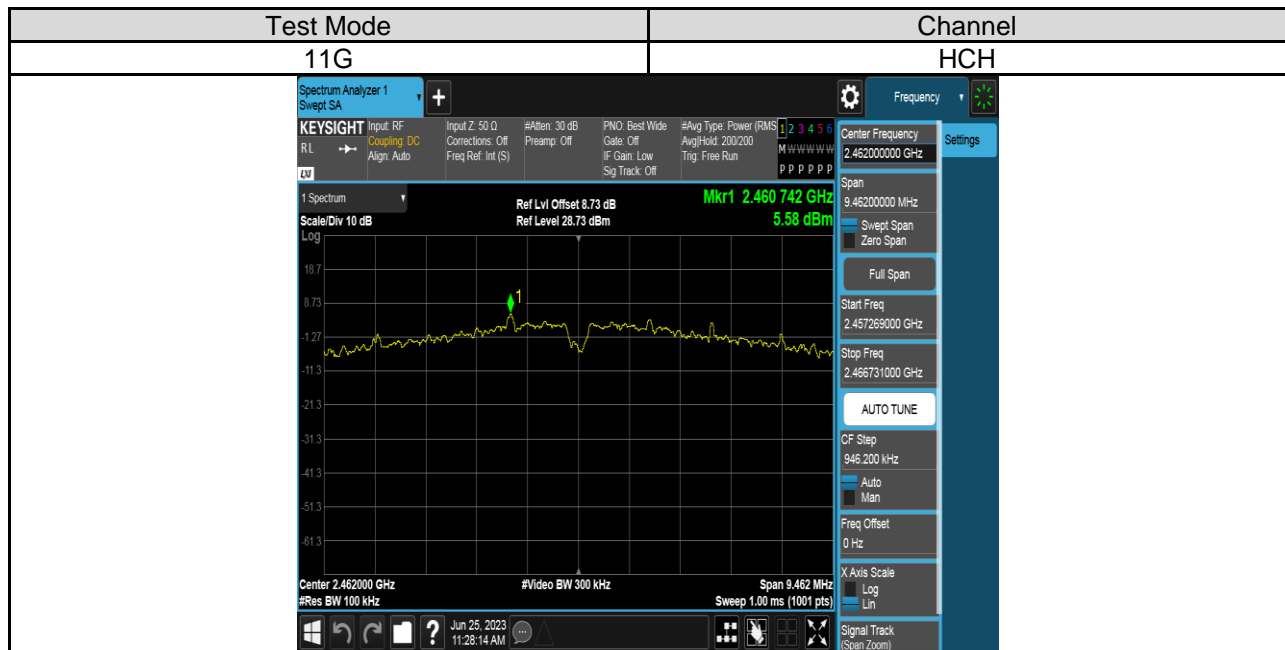 Test Mode Channel
11G HCH
Spectrum Analyzer 1
Swept SA
+
Frequency
KEYSIGHT
RL
LXI
Input: RF
Coupling: DC
Align: Auto
Input Z: 50 Ω
Corrections: Off
Freq Ref: Int (S)
#Atten: 30 dB
Preamp: Off
PNO: Best Wide
Gate: Off
IF Gain: Low
Sig Track: Off
#Avg Type: Power (RMS
Avg|Hold: 200/200
Trig: Free Run
1 2 3 4 5 6
M W W W W W
P P P P P P
1 Spectrum
Scale/Div 10 dB
Log
Ref Lvl Offset 8.73 dB
Ref Level 28.73 dBm
Mkr1 2.460 742 GHz
5.58 dBm
18.7
8.73
-1.27
-11.3
-21.3
-31.3
-41.3
-51.3
-61.3
1
Center 2.462000 GHz
#Res BW 100 kHz
#Video BW 300 kHz
Span 9.462 MHz
Sweep 1.00 ms (1001 pts)
Center Frequency
2.462000000 GHz
Settings
Span
9.46200000 MHz
Swept Span
Zero Span
Full Span
Start Freq
2.457269000 GHz
Stop Freq
2.466731000 GHz
AUTO TUNE
CF Step
946.200 kHz
Auto
Man
Freq Offset
0 Hz
X Axis Scale
Log
Lin
Signal Track
(Span Zoom)
?
Jun 25, 2023
11:28:14 AM